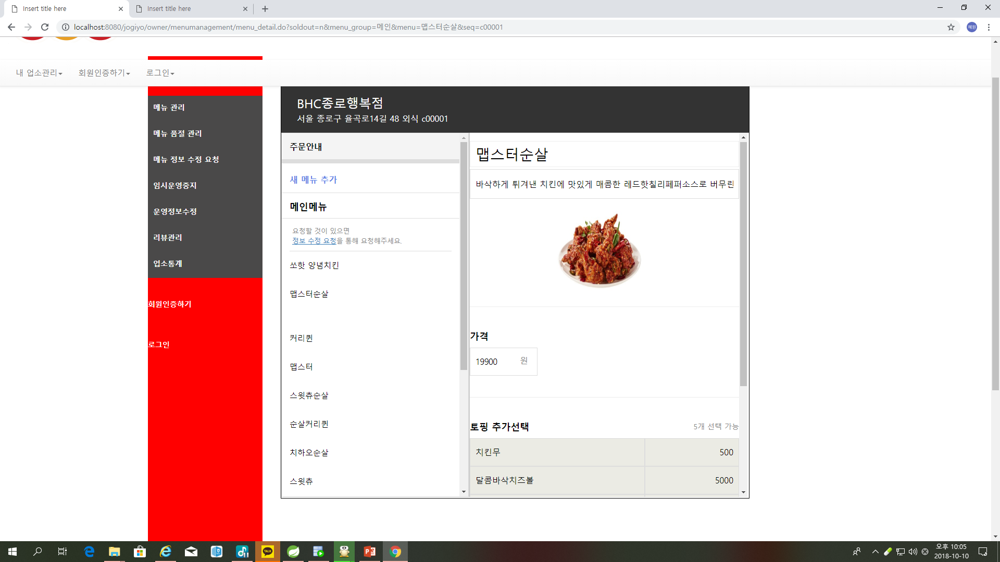 Insert title here
Insert title here
localhost:8080/jogiyo/owner/menumanagement/menu_detail.do?soldout=n&menu_group=메인&menu=맵스터순살&seq=c00001
혜원
내 업소관리
회원인증하기
로그인
메뉴 관리
메뉴 품절 관리
메뉴 정보 수정 요청
임시운영중지
운영정보수정
리뷰관리
업소통계
회원인증하기
로그인
BHC종로행복점
서울 종로구 율곡로14길 48 외식 c00001
주문안내
새 메뉴 추가
메인메뉴
요청할 것이 있으면
정보 수정 요청을 통해 요청해주세요.
쏘핫 양념치킨
맵스터순살
커리퀸
맵스터
스윗츄순살
순살커리퀸
치하오순살
스윗츄
맵스터순살
바삭하게 튀겨낸 치킨에 맛있게 매콤한 레드핫칠리페퍼소스로 버무린
가격
19900 원
토핑 추가선택
5개 선택 가능
치킨무 500
달콤바삭치즈볼 5000
TALK
오후 10:05
2018-10-10